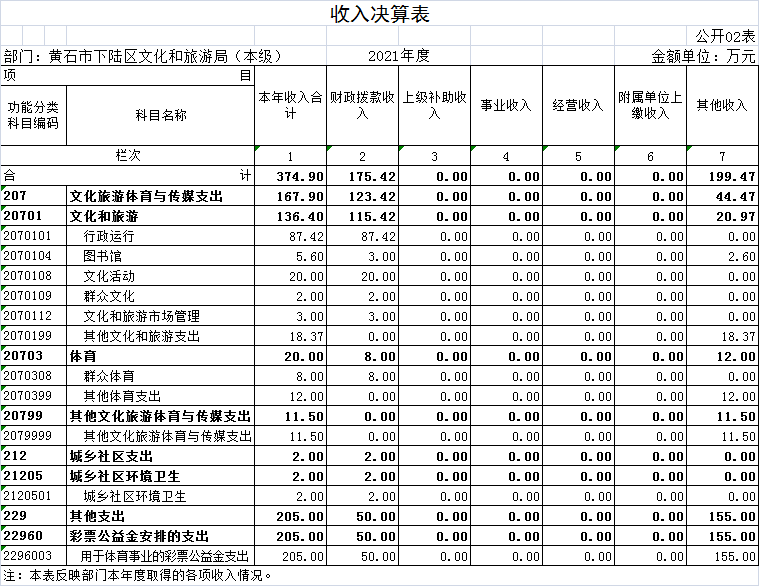 收入决算表
公开02表
部门：黄石市下陆区文化和旅游局（本级） 2021年度 金额单位：万元
项 目 本年收入合计 财政拨款收入 上级补助收入 事业收入 经营收入 附属单位上缴收入 其他收入
功能分类科目编码 科目名称
栏次 1 2 3 4 5 6 7
合 计 374.90 175.42 0.00 0.00 0.00 0.00 199.47
207 文化旅游体育与传媒支出 167.90 123.42 0.00 0.00 0.00 0.00 44.47
20701 文化和旅游 136.40 115.42 0.00 0.00 0.00 0.00 20.97
2070101 行政运行 87.42 87.42 0.00 0.00 0.00 0.00 0.00
2070104 图书馆 5.60 3.00 0.00 0.00 0.00 0.00 2.60
2070108 文化活动 20.00 20.00 0.00 0.00 0.00 0.00 0.00
2070109 群众文化 2.00 2.00 0.00 0.00 0.00 0.00 0.00
2070112 文化和旅游市场管理 3.00 3.00 0.00 0.00 0.00 0.00 0.00
2070199 其他文化和旅游支出 18.37 0.00 0.00 0.00 0.00 0.00 18.37
20703 体育 20.00 8.00 0.00 0.00 0.00 0.00 12.00
2070308 群众体育 8.00 8.00 0.00 0.00 0.00 0.00 0.00
2070399 其他体育支出 12.00 0.00 0.00 0.00 0.00 0.00 12.00
20799 其他文化旅游体育与传媒支出 11.50 0.00 0.00 0.00 0.00 0.00 11.50
2079999 其他文化旅游体育与传媒支出 11.50 0.00 0.00 0.00 0.00 0.00 11.50
212 城乡社区支出 2.00 2.00 0.00 0.00 0.00 0.00 0.00
21205 城乡社区环境卫生 2.00 2.00 0.00 0.00 0.00 0.00 0.00
2120501 城乡社区环境卫生 2.00 2.00 0.00 0.00 0.00 0.00 0.00
229 其他支出 205.00 50.00 0.00 0.00 0.00 0.00 155.00
22960 彩票公益金安排的支出 205.00 50.00 0.00 0.00 0.00 0.00 155.00
2296003 用于体育事业的彩票公益金支出 205.00 50.00 0.00 0.00 0.00 0.00 155.00
注：本表反映部门本年度取得的各项收入情况。